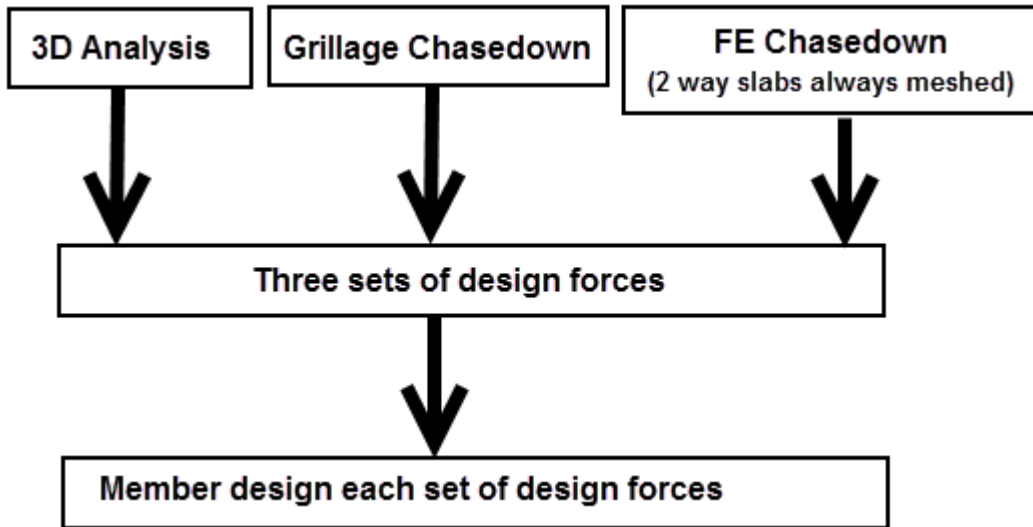 3D Analysis
Grillage Chasedown
FE Chasedown
(2 way slabs always meshed)
Three sets of design forces
Member design each set of design forces